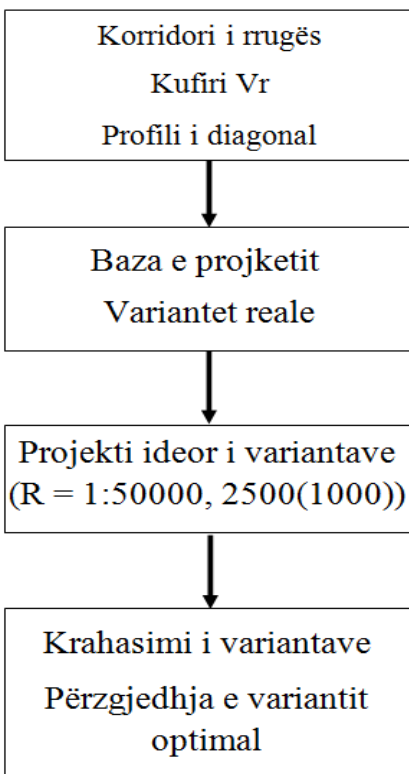 Korridori i rrugës
Kufiri Vr
Profili i diagonal
Baza e projketit
Variantet reale
Projekti ideor i variantave
(R = 1:50000, 2500(1000))
Krahasimi i variantave
Përzgjedhja e variantit
optimal